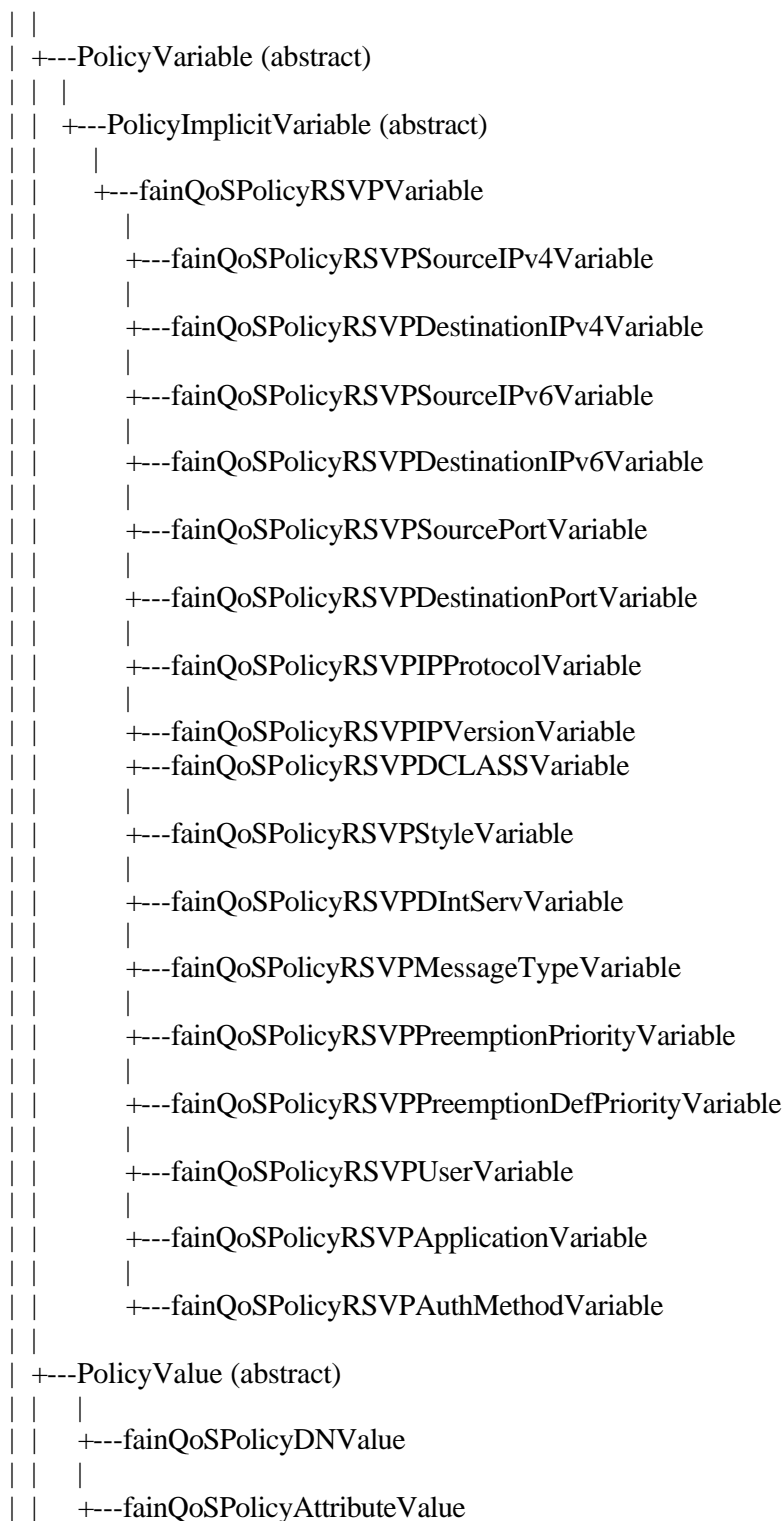 | |
| +---PolicyVariable (abstract)
| | |
| | +---PolicyImplicitVariable (abstract)
| | |
| | +---fainQoSPolicyRSVPVariable
| | |
| | +---fainQoSPolicyRSVPSourceIPv4Variable
| | |
| | +---fainQoSPolicyRSVPDestinationIPv4Variable
| | |
| | +---fainQoSPolicyRSVPSourceIPv6Variable
| | |
| | +---fainQoSPolicyRSVPDestinationIPv6Variable
| | |
| | +---fainQoSPolicyRSVPSourcePortVariable
| | |
| | +---fainQoSPolicyRSVPDestinationPortVariable
| | |
| | +---fainQoSPolicyRSVPIPProtocolVariable
| | |
| | +---fainQoSPolicyRSVPIPVersionVariable
| | +---fainQoSPolicyRSVPDCLASSVariable
| | |
| | +---fainQoSPolicyRSVPStyleVariable
| | |
| | +---fainQoSPolicyRSVPDIntServVariable
| | |
| | +---fainQoSPolicyRSVPMessageTypeVariable
| | |
| | +---fainQoSPolicyRSVPPreemptionPriorityVariable
| | |
| | +---fainQoSPolicyRSVPPreemptionDefPriorityVariable
| | |
| | +---fainQoSPolicyRSVPUserVariable
| | |
| | +---fainQoSPolicyRSVPApplicationVariable
| | |
| | +---fainQoSPolicyRSVPAuthMethodVariable
| |
| +---PolicyValue (abstract)
| | |
| | +---fainQoSPolicyDNValue
| | |
| | +---fainQoSPolicyAttributeValue